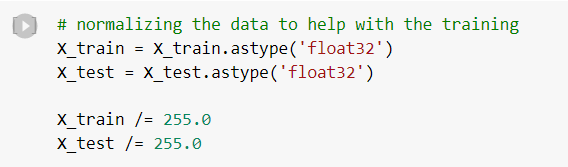 # normalizing the data to help with the training
X_train = X_train.astype('float32')
X_test = X_test.astype('float32')
X_train /= 255.0
X_test /= 255.0